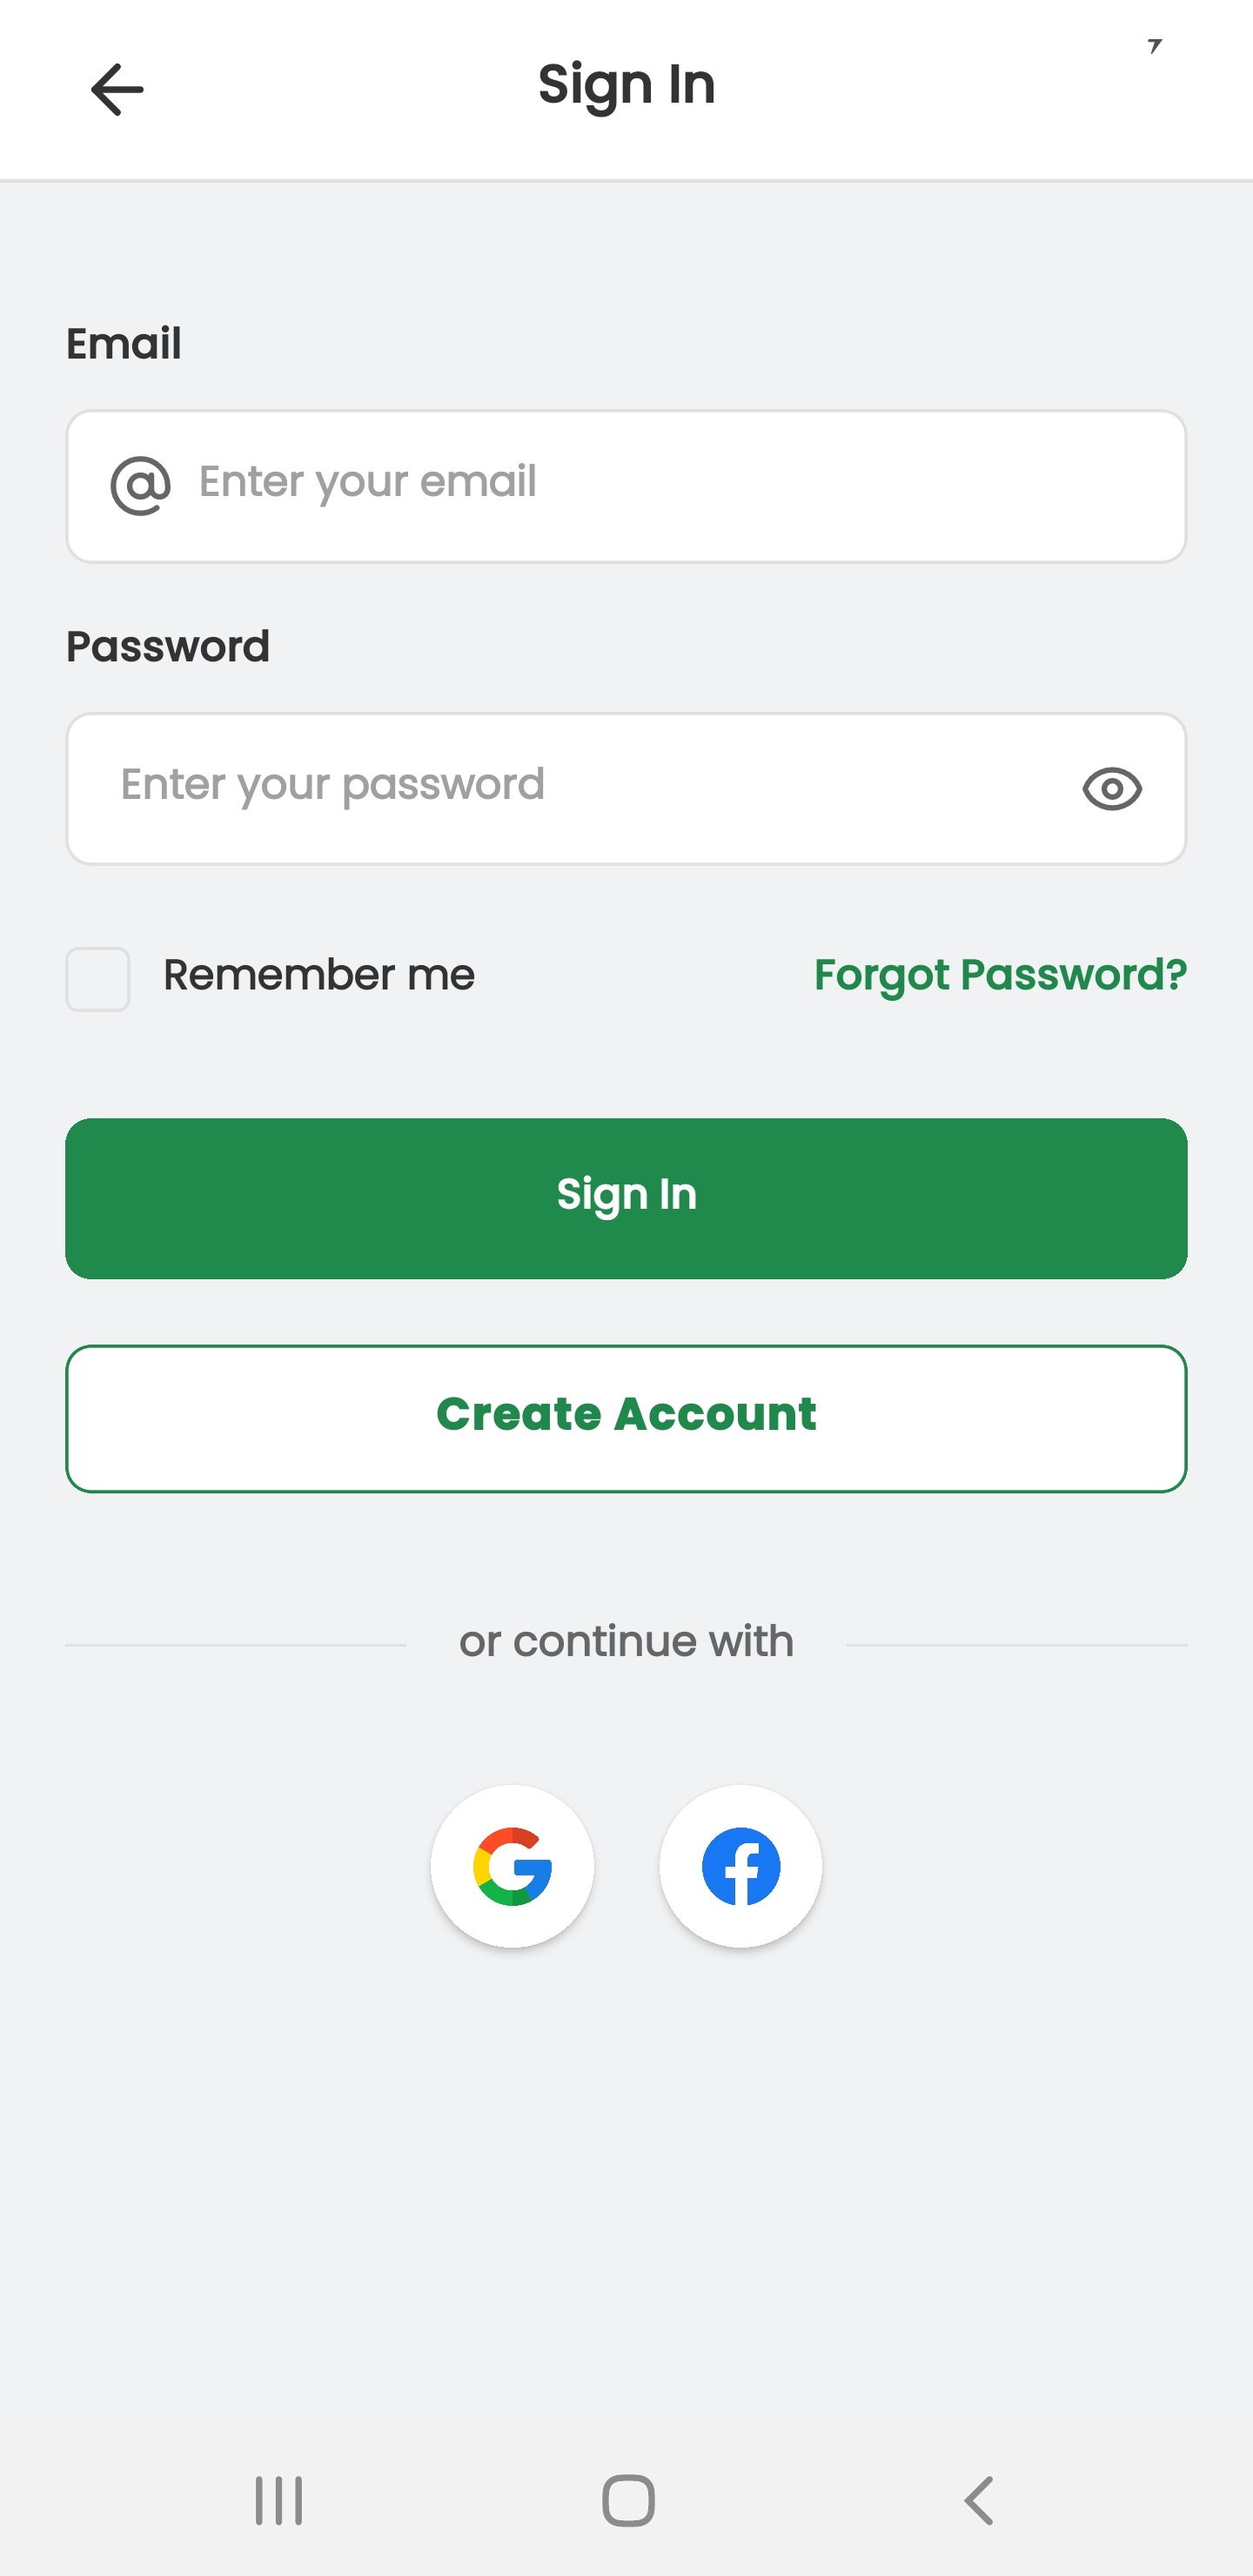 Sign In
Email
Enter your email
Password
Enter your password
Remember me
Forgot Password?
Sign In
Create Account
or continue with